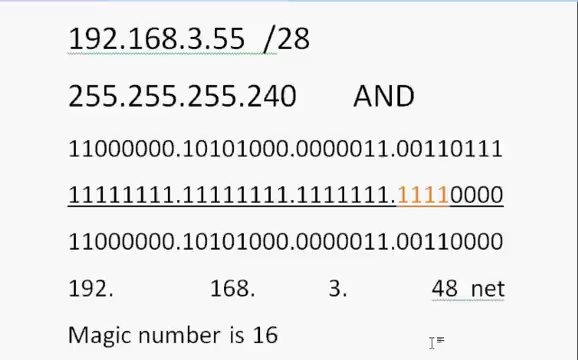 192.168.3.55 /28
255.255.255.240 AND
11000000.10101000.0000011.00110111
11111111.11111111.1111111.11110000
11000000.10101000.0000011.00110000
192. 168. 3. 48 net
Magic number is 16